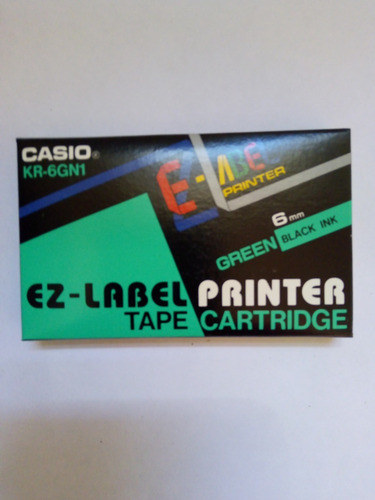 CASIO®
KR-6GN1
E-LABEL
PRINTER
6mm
GREEN BLACK INK
EZ-LABEL PRINTER
TAPE CARTRIDGE